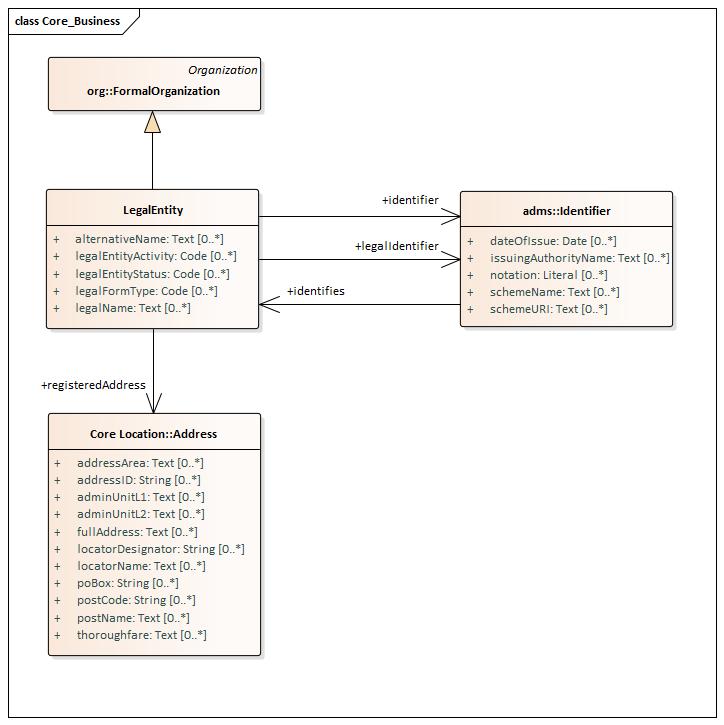 class Core_Business
Organization
org::FormalOrganization
LegalEntity
+ alternativeName: Text [0..*]
+ legalEntityActivity: Code [0..*]
+ legalEntityStatus: Code [0..*]
+ legalFormType: Code [0..*]
+ legalName: Text [0..*]
+identifier
+legalIdentifier
+identifies
adms::Identifier
+ dateOfIssue: Date [0..*]
+ issuingAuthorityName: Text [0..*]
+ notation: Literal [0..*]
+ schemeName: Text [0..*]
+ schemeURI: Text [0..*]
+registeredAddress
Core Location::Address
+ addressArea: Text [0..*]
+ addressID: String [0..*]
+ adminUnitL1: Text [0..*]
+ adminUnitL2: Text [0..*]
+ fullAddress: Text [0..*]
+ locatorDesignator: String [0..*]
+ locatorName: Text [0..*]
+ poBox: String [0..*]
+ postCode: String [0..*]
+ postName: Text [0..*]
+ thoroughfare: Text [0..*]